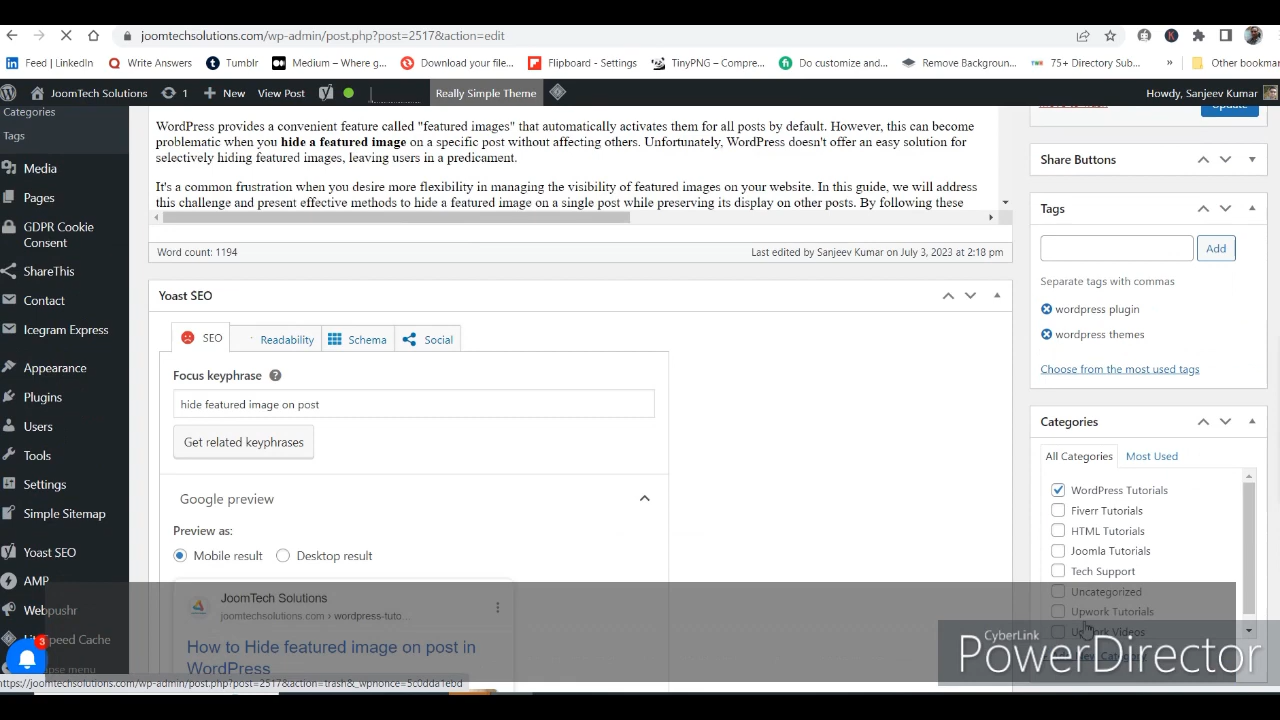 joomtechsolutions.com/wp-admin/post.php?post=2517&action=edit
Feed | LinkedIn
Write Answers
Tumblr
Medium – Where g...
Download your file...
Flipboard - Settings
TinyPNG – Compre...
Do customize and...
Remove Backgroun...
75+ Directory Sub...
»
Other bookmar
JoomTech Solutions
1
New
View Post
Really Simple Theme
Howdy, Sanjeev Kumar
Categories
Tags
Media
Pages
GDPR Cookie
Consent
ShareThis
Contact
Icegram Express
Appearance
Plugins
Users
Tools
Settings
Simple Sitemap
Yoast SEO
AMP
Webpushr
Speed Cache
3
WordPress provides a convenient feature called "featured images" that automatically activates them for all posts by default. However, this can become
problematic when you hide a featured image on a specific post without affecting others. Unfortunately, WordPress doesn't offer an easy solution for
selectively hiding featured images, leaving users in a predicament.
It's a common frustration when you desire more flexibility in managing the visibility of featured images on your website. In this guide, we will address
this challenge and present effective methods to hide a featured image on a single post while preserving its display on other posts. By following these
Word count: 1194
Last edited by Sanjeev Kumar on July 3, 2023 at 2:18 pm
Yoast SEO
SEO
Readability
Schema
Social
Focus keyphrase
hide featured image on post
Get related keyphrases
Google preview
Preview as:
Mobile result
Desktop result
JoomTech Solutions
joomtechsolutions.com › wordpress-tuto...
How to Hide featured image on post in
WordPress
Update
Share Buttons
Tags
Add
Separate tags with commas
wordpress plugin
wordpress themes
Choose from the most used tags
Categories
All Categories
Most Used
WordPress Tutorials
Fiverr Tutorials
HTML Tutorials
Joomla Tutorials
Tech Support
Uncategorized
Upwork Tutorials
Upwork Videos
CyberLink
PowerDirector
https://joomtechsolutions.com/wp-admin/post.php?post=2517&action=trash&_wpnonce=5c0dda1ebd